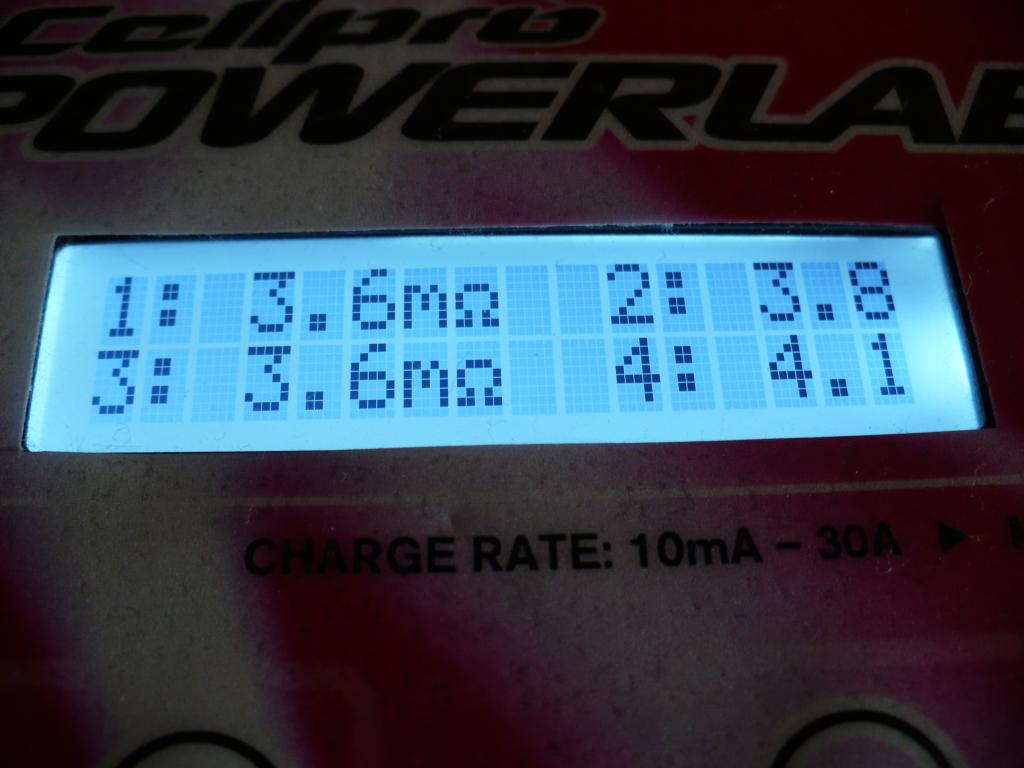 Cellpro
POWERLAB
1: 3.6mΩ 2: 3.8
3: 3.6mΩ 4: 4.1
CHARGE RATE: 10mA – 30A ▶